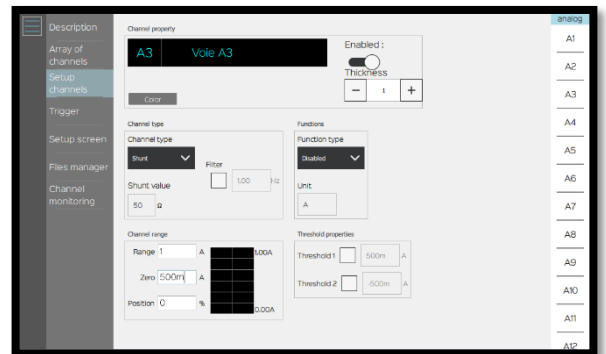 Description
Array of
channels
Setup
channels
Trigger
Setup screen
Files manager
Channel
monitoring
Channel property
A3 Voie A3
Color
Enabled :
Thickness
− 1 +
Channel type
Channel type
Shunt
Filter
1,00 Hz
Shunt value
50 Ω
Functions
Function type
Disabled
Unit
A
Channel range
Range 1 A
Zero 500m A
Position 0 %
1.00A
0.00A
Threshold properties
Threshold 1 500m A
Threshold 2 -500m A
analog
A1
A2
A3
A4
A5
A6
A7
A8
A9
A10
A11
A12